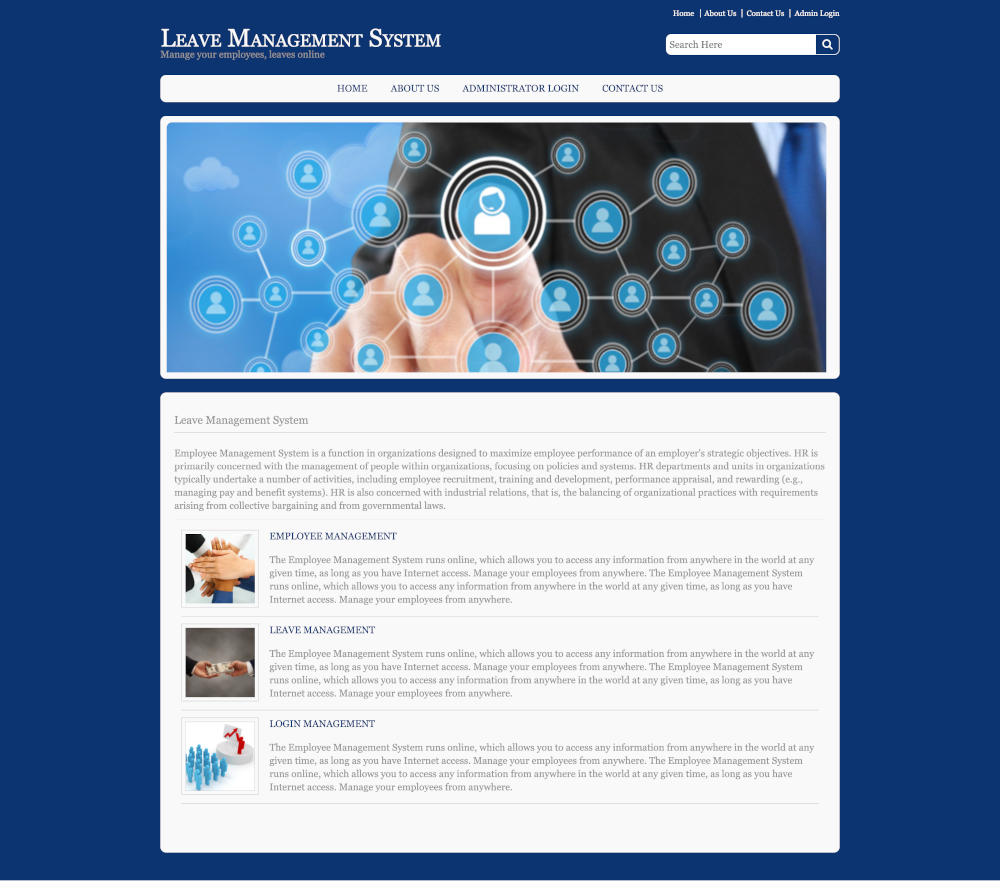 Home | About Us | Contact Us | Admin Login
LEAVE MANAGEMENT SYSTEM
Manage your employees, leaves online
Search Here
HOME ABOUT US ADMINISTRATOR LOGIN CONTACT US
Leave Management System
Employee Management System is a function in organizations designed to maximize employee performance of an employer's strategic objectives. HR is
primarily concerned with the management of people within organizations, focusing on policies and systems. HR departments and units in organizations
typically undertake a number of activities, including employee recruitment, training and development, performance appraisal, and rewarding (e.g.,
managing pay and benefit systems). HR is also concerned with industrial relations, that is, the balancing of organizational practices with requirements
arising from collective bargaining and from governmental laws.
EMPLOYEE MANAGEMENT
The Employee Management System runs online, which allows you to access any information from anywhere in the world at any
given time, as long as you have Internet access. Manage your employees from anywhere. The Employee Management System
runs online, which allows you to access any information from anywhere in the world at any given time, as long as you have
Internet access. Manage your employees from anywhere.
LEAVE MANAGEMENT
The Employee Management System runs online, which allows you to access any information from anywhere in the world at any
given time, as long as you have Internet access. Manage your employees from anywhere. The Employee Management System
runs online, which allows you to access any information from anywhere in the world at any given time, as long as you have
Internet access. Manage your employees from anywhere.
LOGIN MANAGEMENT
The Employee Management System runs online, which allows you to access any information from anywhere in the world at any
given time, as long as you have Internet access. Manage your employees from anywhere. The Employee Management System
runs online, which allows you to access any information from anywhere in the world at any given time, as long as you have
Internet access. Manage your employees from anywhere.